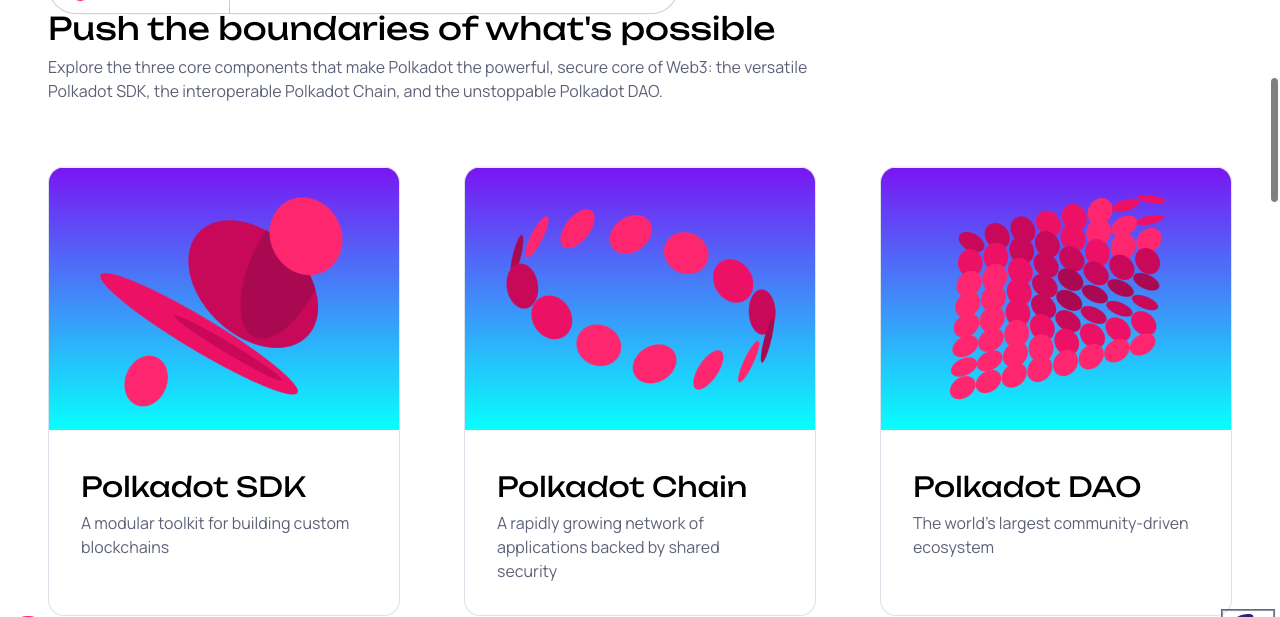 Push the boundaries of what's possible
Explore the three core components that make Polkadot the powerful, secure core of Web3: the versatile
Polkadot SDK, the interoperable Polkadot Chain, and the unstoppable Polkadot DAO.
Polkadot SDK
A modular toolkit for building custom
blockchains
Polkadot Chain
A rapidly growing network of
applications backed by shared
security
Polkadot DAO
The world's largest community-driven
ecosystem